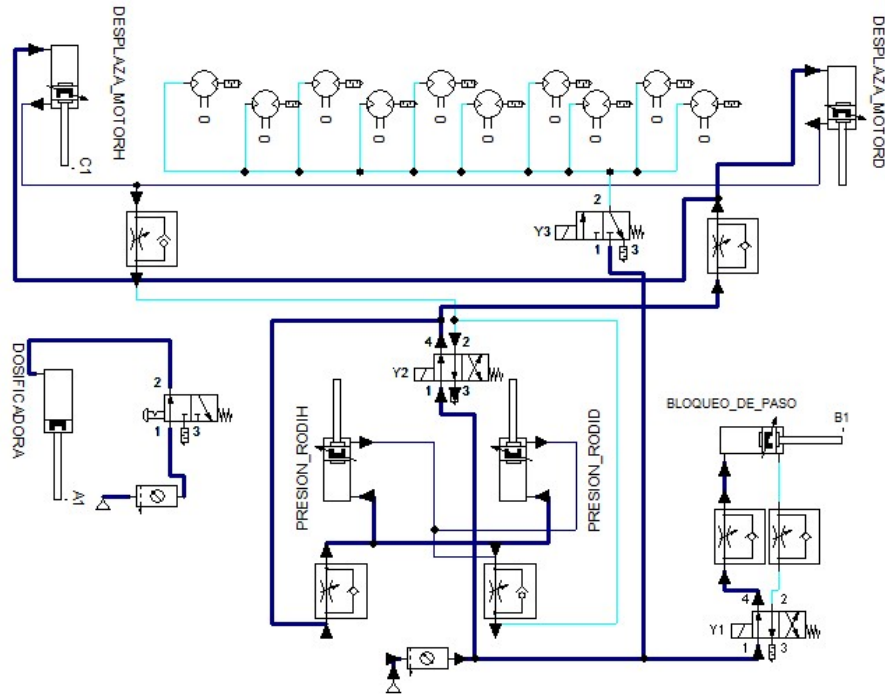 DESPLAZA_MOTORH
DESPLAZA_MOTORD
0
0
0
0
0
0
0
0
0
0
C1
2
Y3
1 3
4 2
Y2
1 3
DOSIFICADORA
2
1 3
A1
PRESION_RODIH
PRESION_RODID
BLOQUEO_DE_PASO
B1
4 2
Y1
1 3